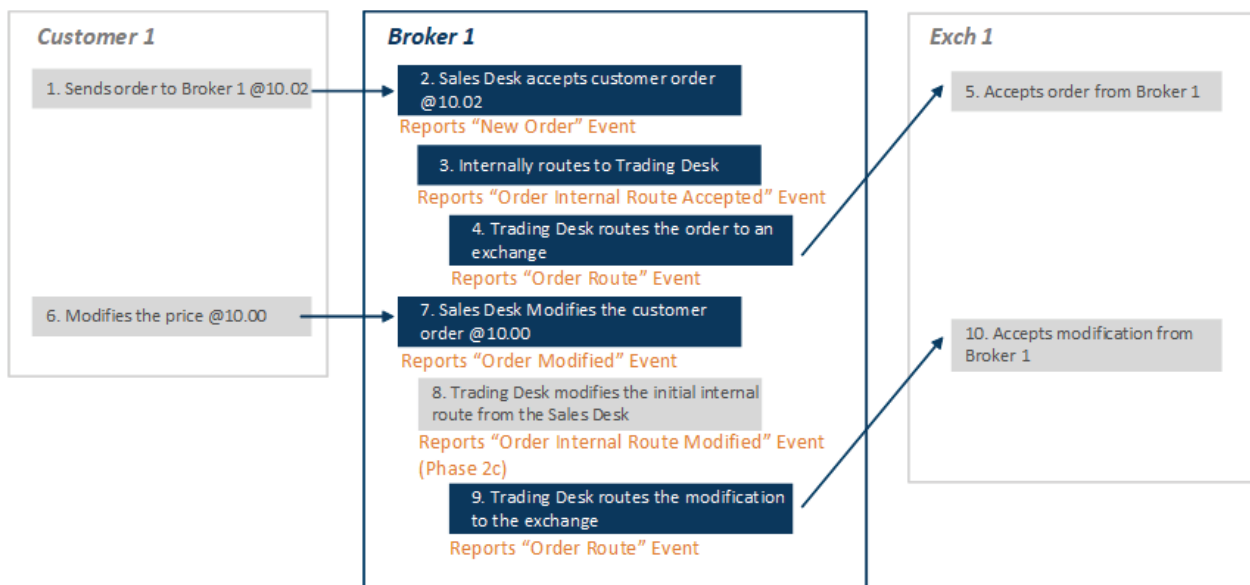 Customer 1
1. Sends order to Broker 1 @10.02
6. Modifies the price @10.00
Broker 1
2. Sales Desk accepts customer order
@10.02
Reports “New Order” Event
3. Internally routes to Trading Desk
Reports “Order Internal Route Accepted” Event
4. Trading Desk routes the order to an
exchange
Reports “Order Route” Event
7. Sales Desk Modifies the customer
order @10.00
Reports “Order Modified” Event
8. Trading Desk modifies the initial internal
route from the Sales Desk
Reports “Order Internal Route Modified” Event
(Phase 2c)
9. Trading Desk routes the modification
to the exchange
Reports “Order Route” Event
Exch 1
5. Accepts order from Broker 1
10. Accepts modification from
Broker 1